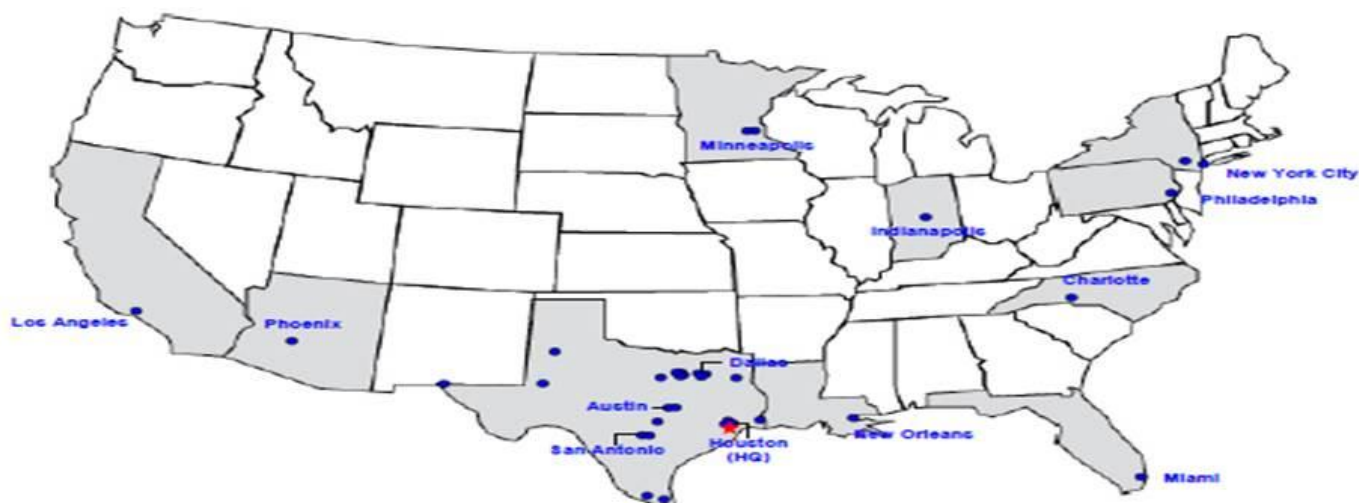 Minneapolis
New York City
Philadelphia
Indianapolis
Charlotte
Los Angeles
Phoenix
Dallas
Austin
New Orleans
San Antonio
Houston
(HQ)
Miami